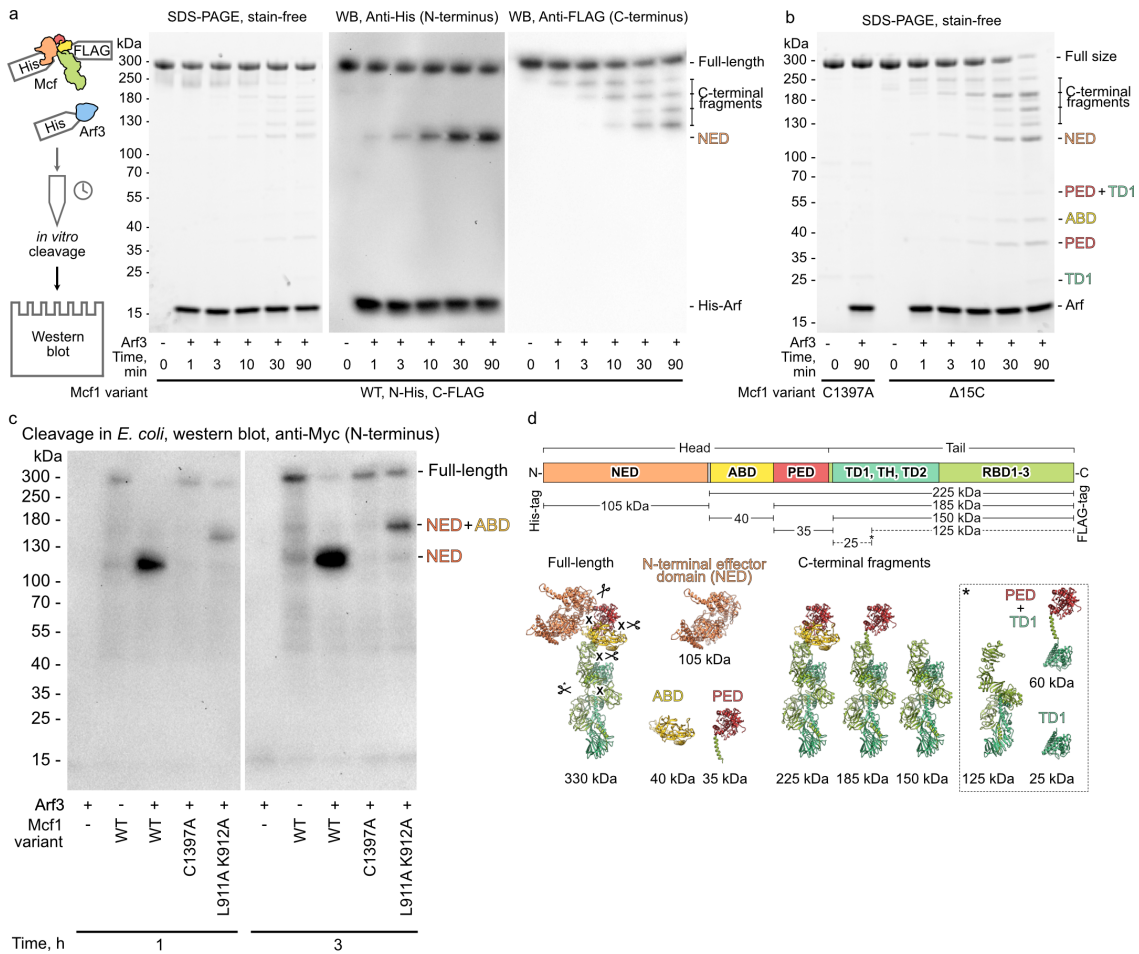 a
SDS-PAGE, stain-free
WB, Anti-His (N-terminus)
WB, Anti-FLAG (C-terminus)
His
FLAG
Mcf
His
Arf3
in vitro
cleavage
Western
blot
kDa
300 -
250 -
180 -
130 -
100 -
70 -
55 -
40 -
35 -
25 -
15 -
Full-length
C-terminal
fragments
NED
His-Arf
Arf3 - + + + + + - + + + + + - + + + + +
Time, min 0 1 3 10 30 90 0 1 3 10 30 90 0 1 3 10 30 90
Mcf1 variant WT, N-His, C-FLAG
b
SDS-PAGE, stain-free
kDa
300 -
250 -
180 -
130 -
100 -
70 -
55 -
40 -
35 -
25 -
15 -
Full size
C-terminal
fragments
NED
PED + TD1
ABD
PED
TD1
Arf
Arf3 - + - + + + + +
Time, min 0 90 0 1 3 10 30 90
Mcf1 variant C1397A Δ15C
c
Cleavage in E. coli, western blot, anti-Myc (N-terminus)
kDa
300 -
250 -
180 -
130 -
100 -
70 -
55 -
40 -
35 -
25 -
15 -
Full-length
NED + ABD
NED
Arf3 + - + + + + - + + +
Mcf1 variant - WT WT C1397A L911A K912A - WT WT C1397A L911A K912A
Time, h 1 3
d
Head
Tail
N- NED ABD PED TD1, TH, TD2 RBD1-3 -C
His-tag
FLAG-tag
225 kDa
105 kDa
185 kDa
40
150 kDa
35
125 kDa
25 *
Full-length
N-terminal effector
domain (NED)
C-terminal fragments
x
x
x
x
*
105 kDa
ABD
PED
330 kDa
40 kDa
35 kDa
225 kDa
185 kDa
150 kDa
*
PED
+
TD1
60 kDa
TD1
125 kDa
25 kDa